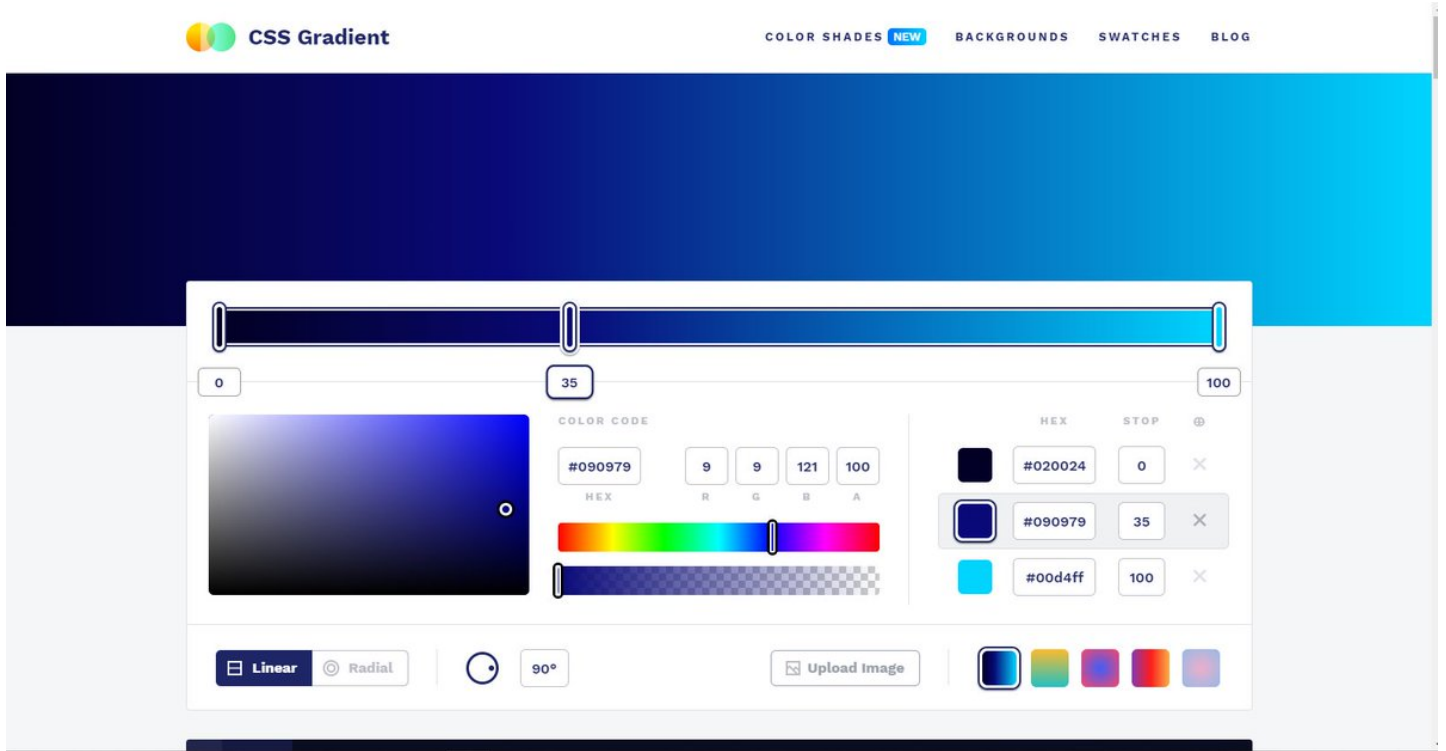 CSS Gradient
COLOR SHADES NEW BACKGROUNDS SWATCHES BLOG
0 35 100
COLOR CODE
#090979 9 9 121 100
HEX R G B A
HEX STOP
#020024 0
#090979 35
#00d4ff 100
Linear Radial 90° Upload Image